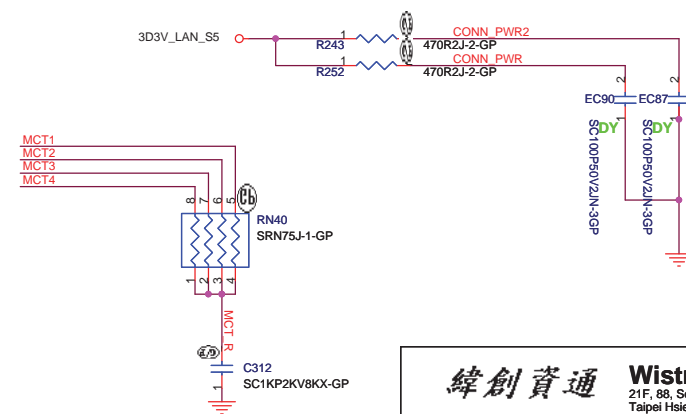 3D3V_LAN_S5
1
R243
CONN_PWR2
470R2J-2-GP
1
R252
CONN_PWR
470R2J-2-GP
2
2
EC90
EC87
1
1
DY
DY
SC100P50V2JN-3GP
SC100P50V2JN-3GP
MCT1
MCT2
MCT3
MCT4
8
7
6
5
RN40
SRN75J-1-GP
1
2
3
4
MCT_R
C312
1
SC1KP2KV8KX-GP
緯創資通
Wistr
21F, 88, Se
Taipei Hsie